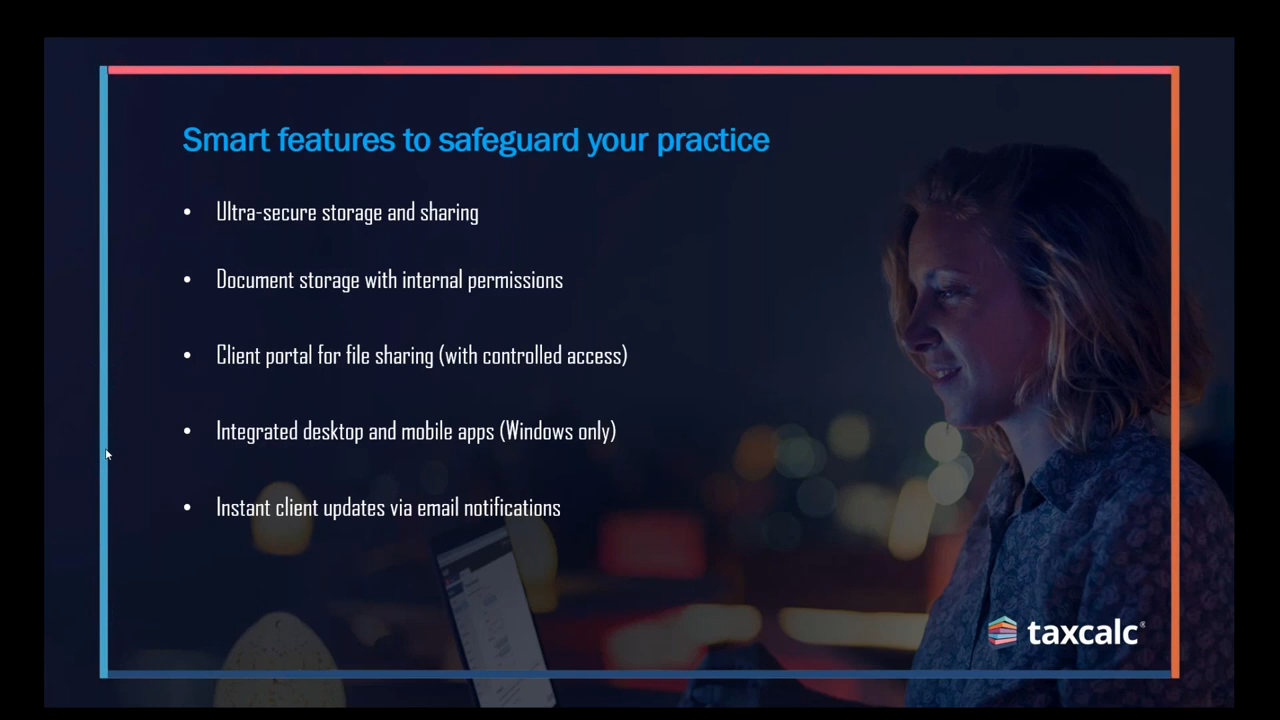 Smart features to safeguard your practice
• Ultra-secure storage and sharing
• Document storage with internal permissions
• Client portal for file sharing (with controlled access)
• Integrated desktop and mobile apps (Windows only)
• Instant client updates via email notifications
taxcalc®